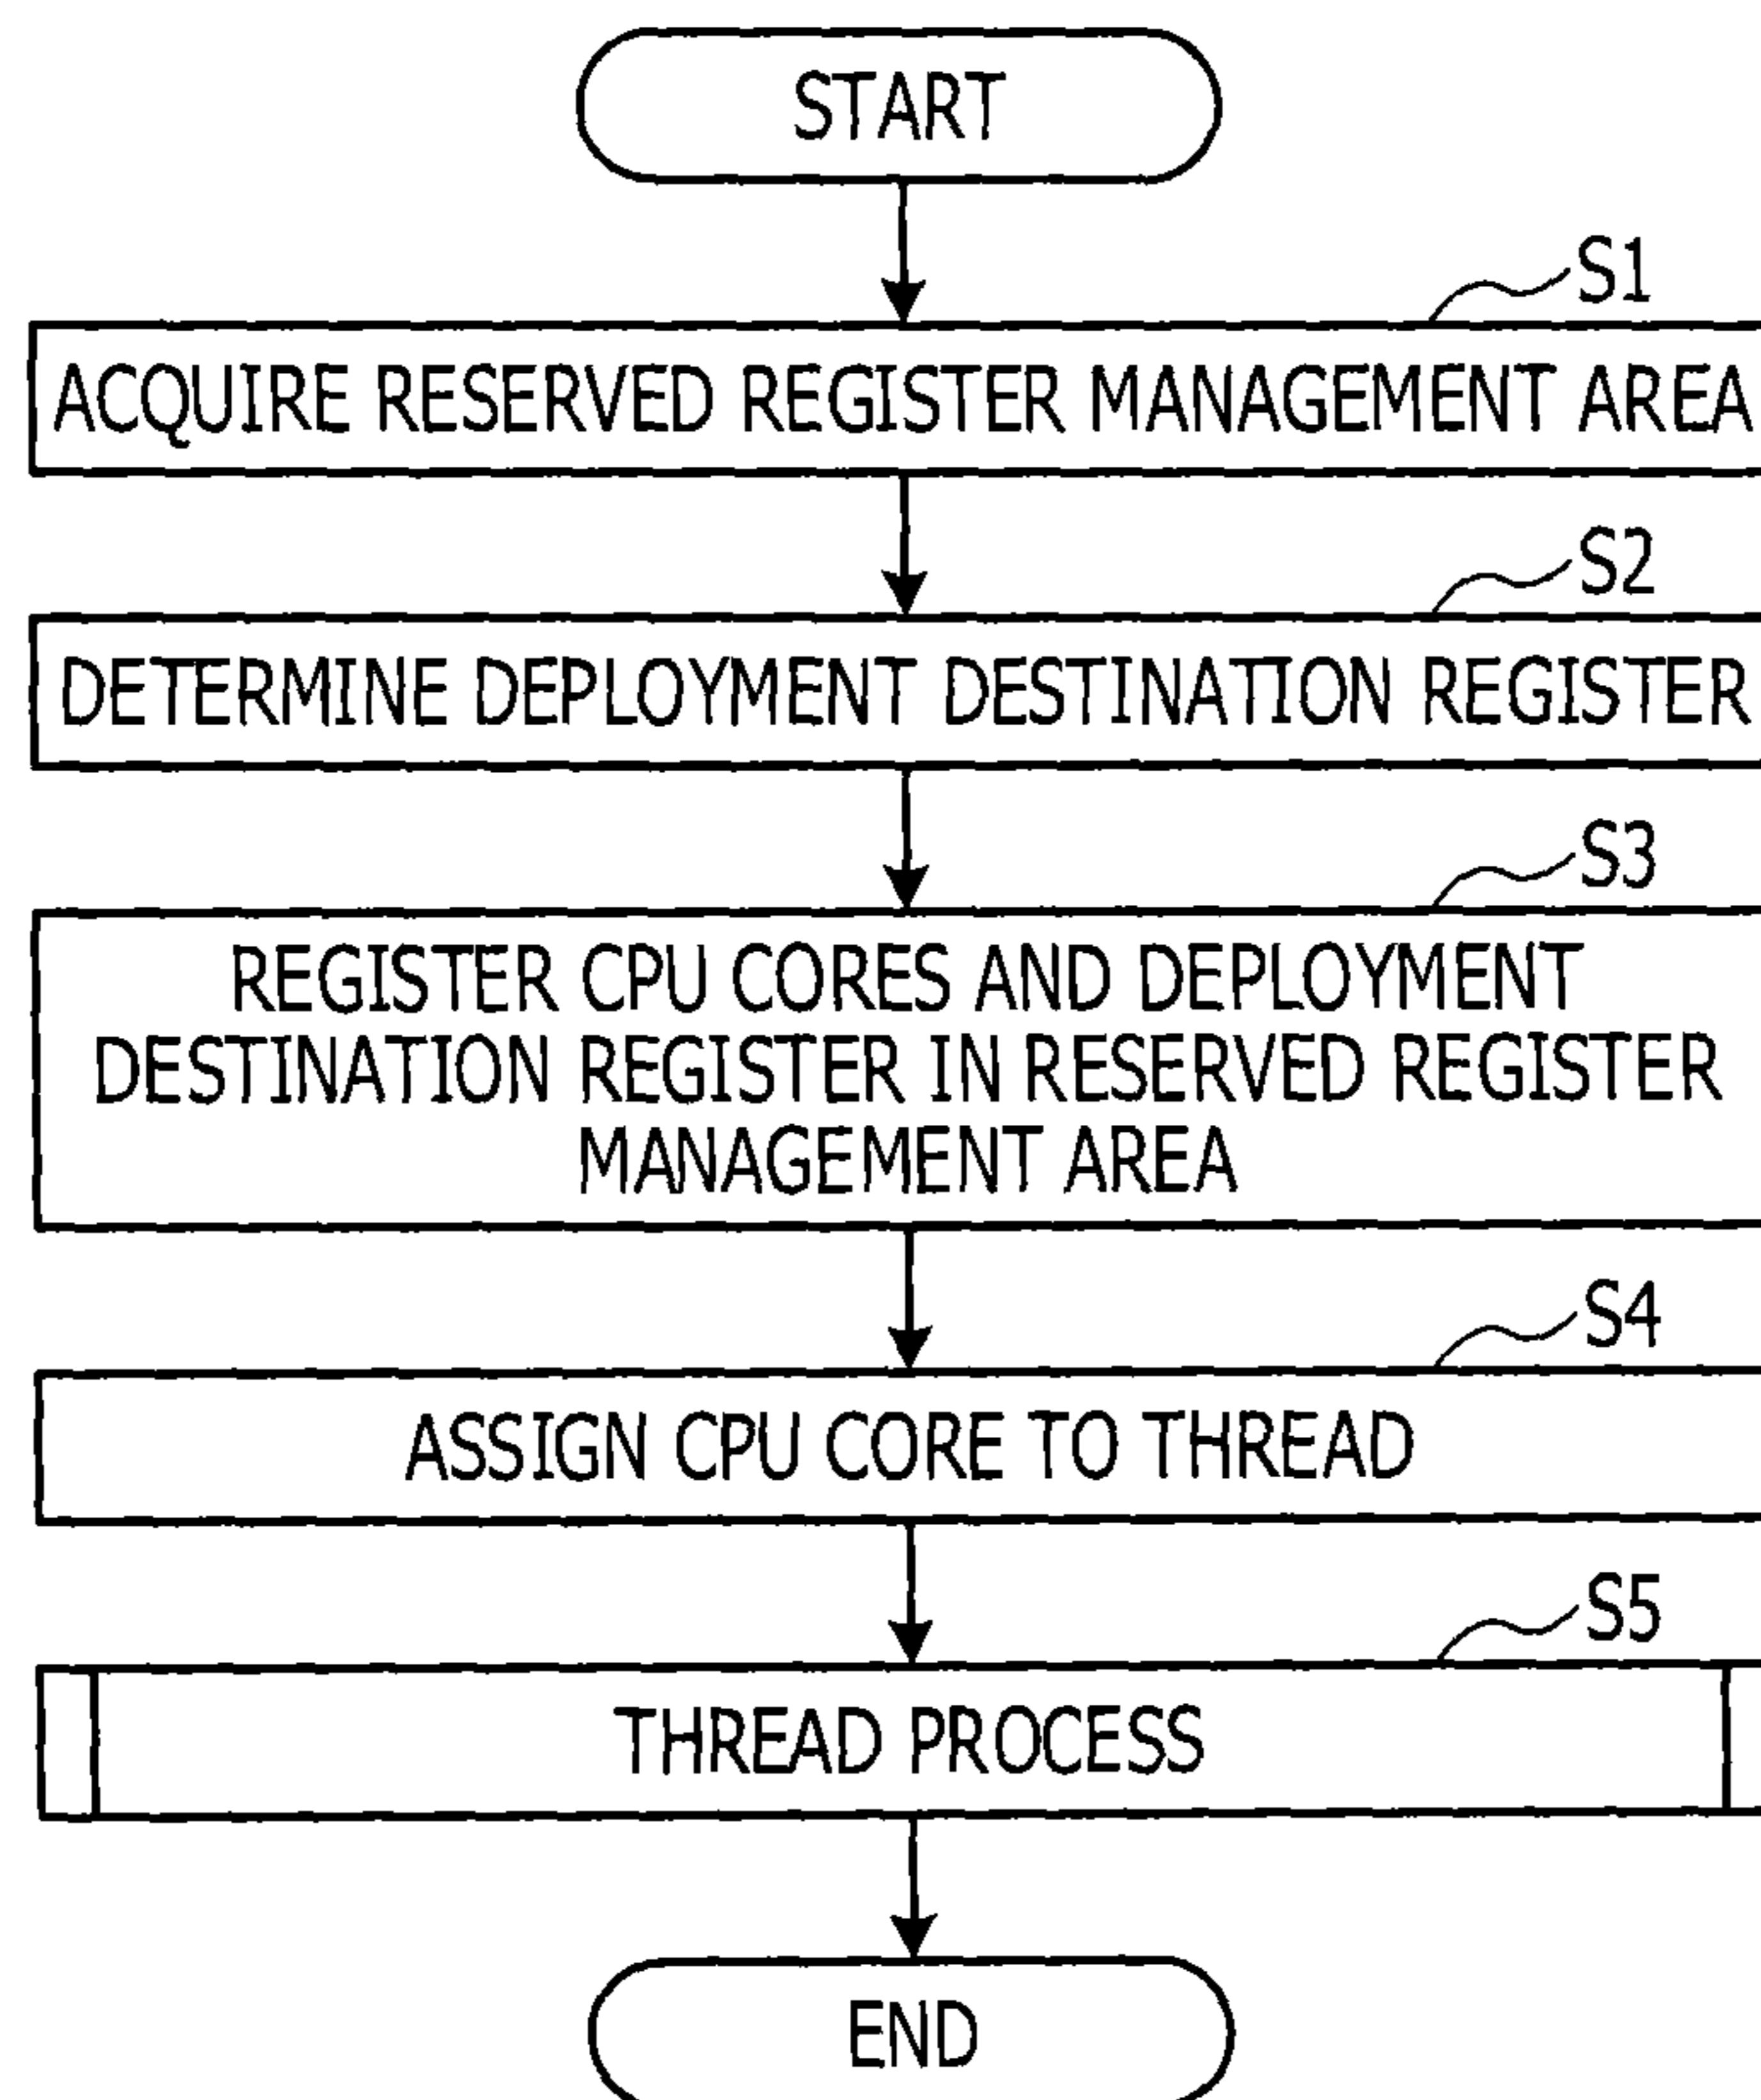 START
S1
ACQUIRE RESERVED REGISTER MANAGEMENT AREA
S2
DETERMINE DEPLOYMENT DESTINATION REGISTER
S3
REGISTER CPU CORES AND DEPLOYMENT
DESTINATION REGISTER IN RESERVED REGISTER
MANAGEMENT AREA
S4
ASSIGN CPU CORE TO THREAD
S5
THREAD PROCESS
END